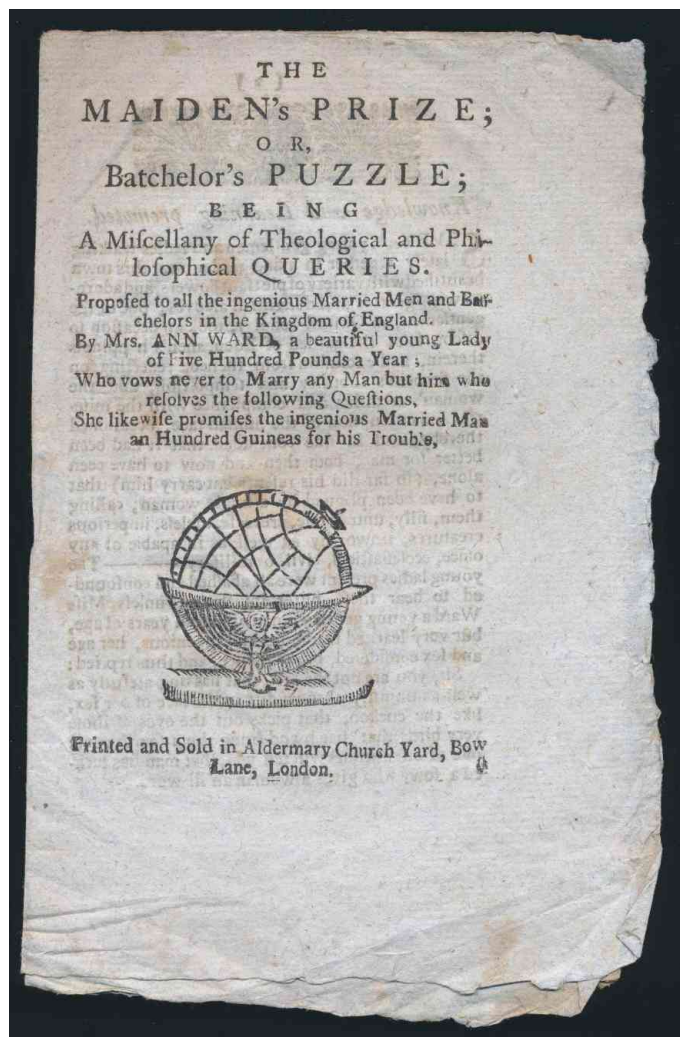 THE
MAIDEN's PRIZE;
OR,
Batchelor's PUZZLE;
BEING
A Miſcellany of Theological and Phi-
loſophical QUERIES.
Propoſed to all the ingenious Married Men and Bat-
chelors in the Kingdom of England.
By Mrs. ANN WARD, a beautiful young Lady
of Five Hundred Pounds a Year;
Who vows never to Marry any Man but him who
reſolves the following Queſtions,
She likewiſe promiſes the ingenious Married Man
an Hundred Guineas for his Trouble,
Printed and Sold in Aldermary Church Yard, Bow
Lane, London.